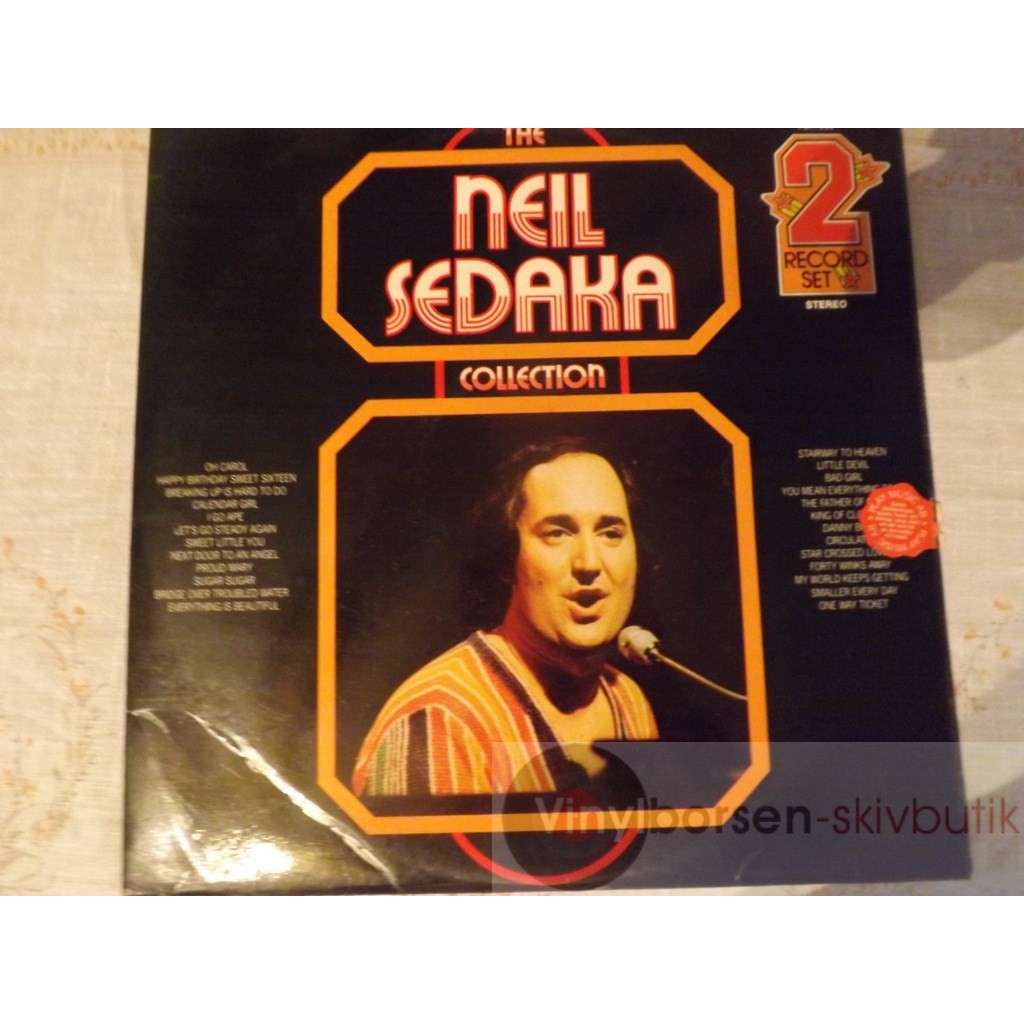 THE
NEIL
SEDAKA
COLLECTION
2
RECORD
SET
STEREO
OH CAROL
HAPPY BIRTHDAY SWEET SIXTEEN
BREAKING UP IS HARD TO DO
CALENDAR GIRL
I GO APE
LET'S GO STEADY AGAIN
SWEET LITTLE YOU
NEXT DOOR TO AN ANGEL
PROUD MARY
SUGAR SUGAR
BRIDGE OVER TROUBLED WATER
EVERYTHING IS BEAUTIFUL
STAIRWAY TO HEAVEN
LITTLE DEVIL
BAD GIRL
YOU MEAN EVERYTHING
THE FATHER OF
KING OF
DANNY
STAR CROSSED
FORTY WINKS AWAY
MY WORLD KEEPS GETTING
SMALLER EVERY DAY
ONE WAY TICKET
Vinylborsen-skivbutik